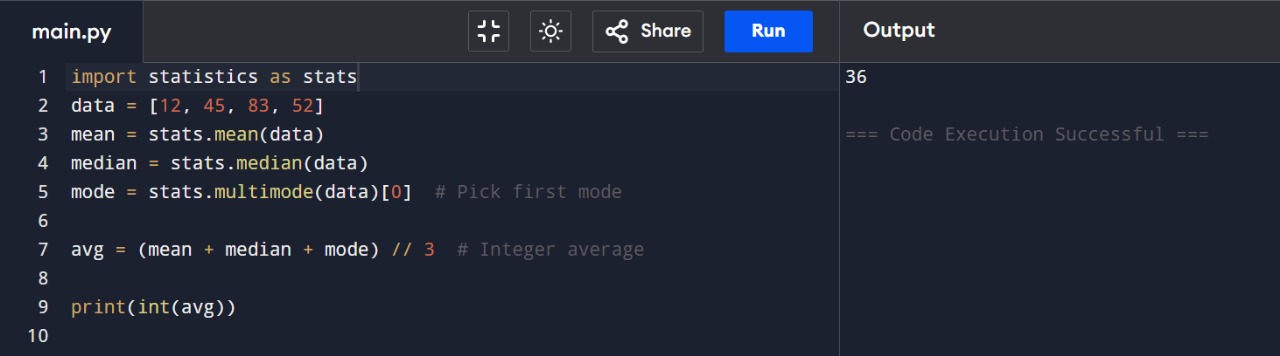 main.py Share Run Output
1 import statistics as stats
2 data = [12, 45, 83, 52]
3 mean = stats.mean(data)
4 median = stats.median(data)
5 mode = stats.multimode(data)[0]  # Pick first mode
6
7 avg = (mean + median + mode) // 3  # Integer average
8
9 print(int(avg))
10
36
=== Code Execution Successful ===